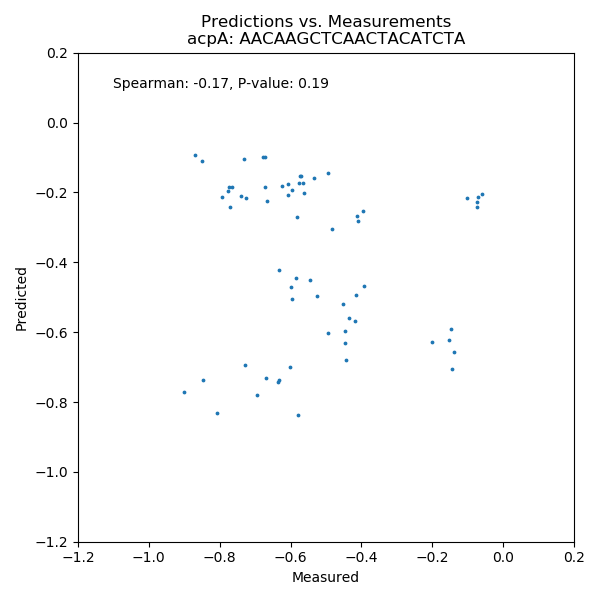 Predictions vs. Measurements
acpA: AACAAGCTCAACTACATCTA
Spearman: -0.17, P-value: 0.19
0.2
0.0
−0.2
−0.4
−0.6
−0.8
−1.0
−1.2
Predicted
−1.2 −1.0 −0.8 −0.6 −0.4 −0.2 0.0 0.2
Measured